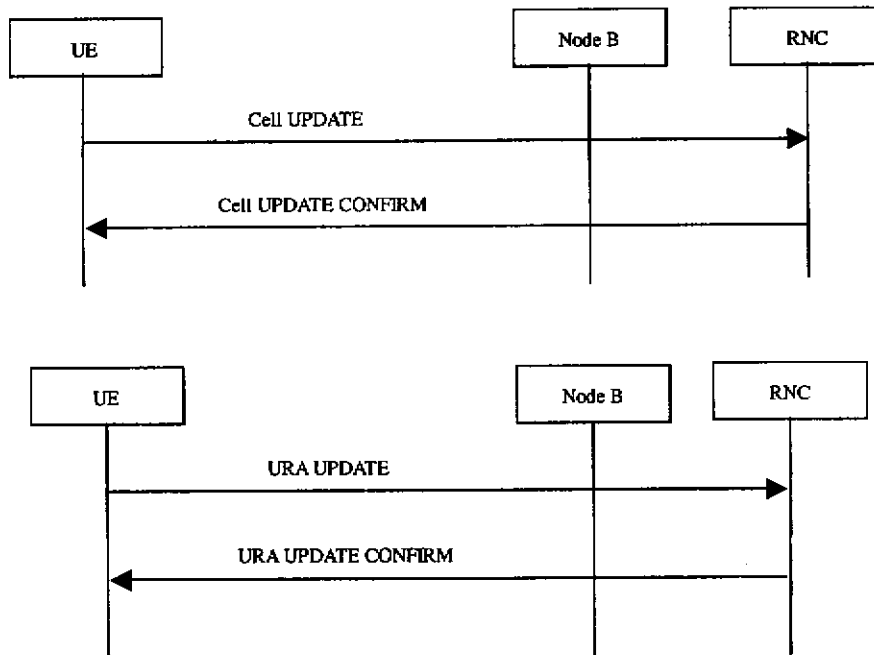 UE
Node B
RNC
Cell UPDATE
Cell UPDATE CONFIRM
UE
Node B
RNC
URA UPDATE
URA UPDATE CONFIRM